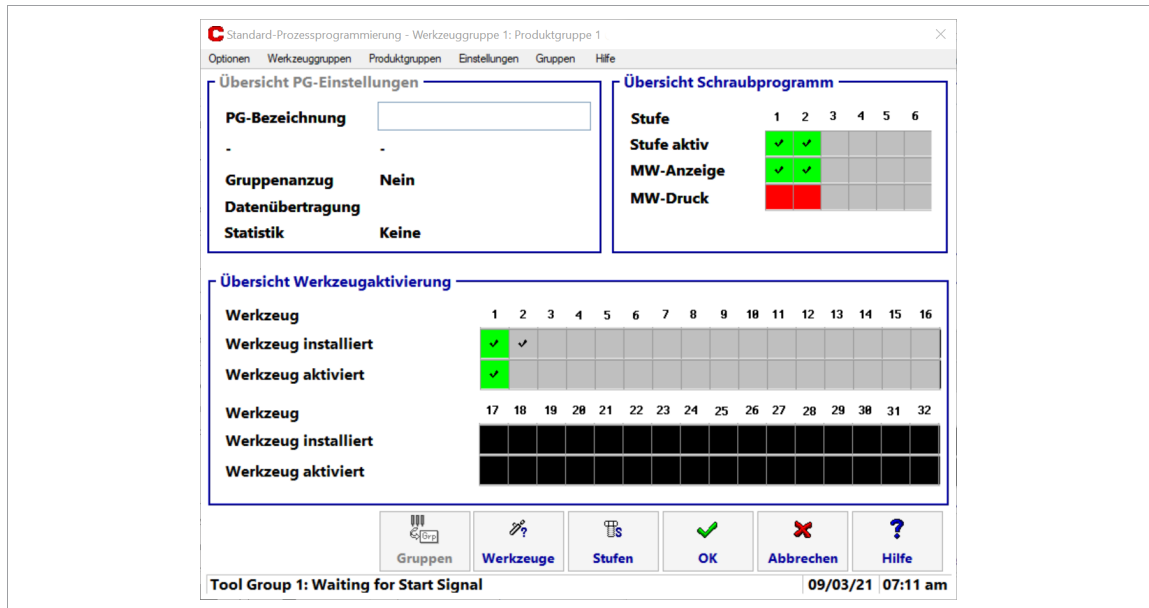 Standard-Prozessprogrammierung - Werkzeuggruppe 1: Produktgruppe 1
Optionen Werkzeuggruppen Produktgruppen Einstellungen Gruppen Hilfe
Übersicht PG-Einstellungen
PG-Bezeichnung
- -
Gruppenanzug Nein
Datenübertragung
Statistik Keine
Übersicht Schraubprogramm
Stufe 1 2 3 4 5 6
Stufe aktiv
MW-Anzeige
MW-Druck
Übersicht Werkzeugaktivierung
Werkzeug 1 2 3 4 5 6 7 8 9 10 11 12 13 14 15 16
Werkzeug installiert
Werkzeug aktiviert
Werkzeug 17 18 19 20 21 22 23 24 25 26 27 28 29 30 31 32
Werkzeug installiert
Werkzeug aktiviert
Grp
Gruppen Werkzeuge Stufen OK Abbrechen Hilfe
Tool Group 1: Waiting for Start Signal 09/03/21 07:11 am